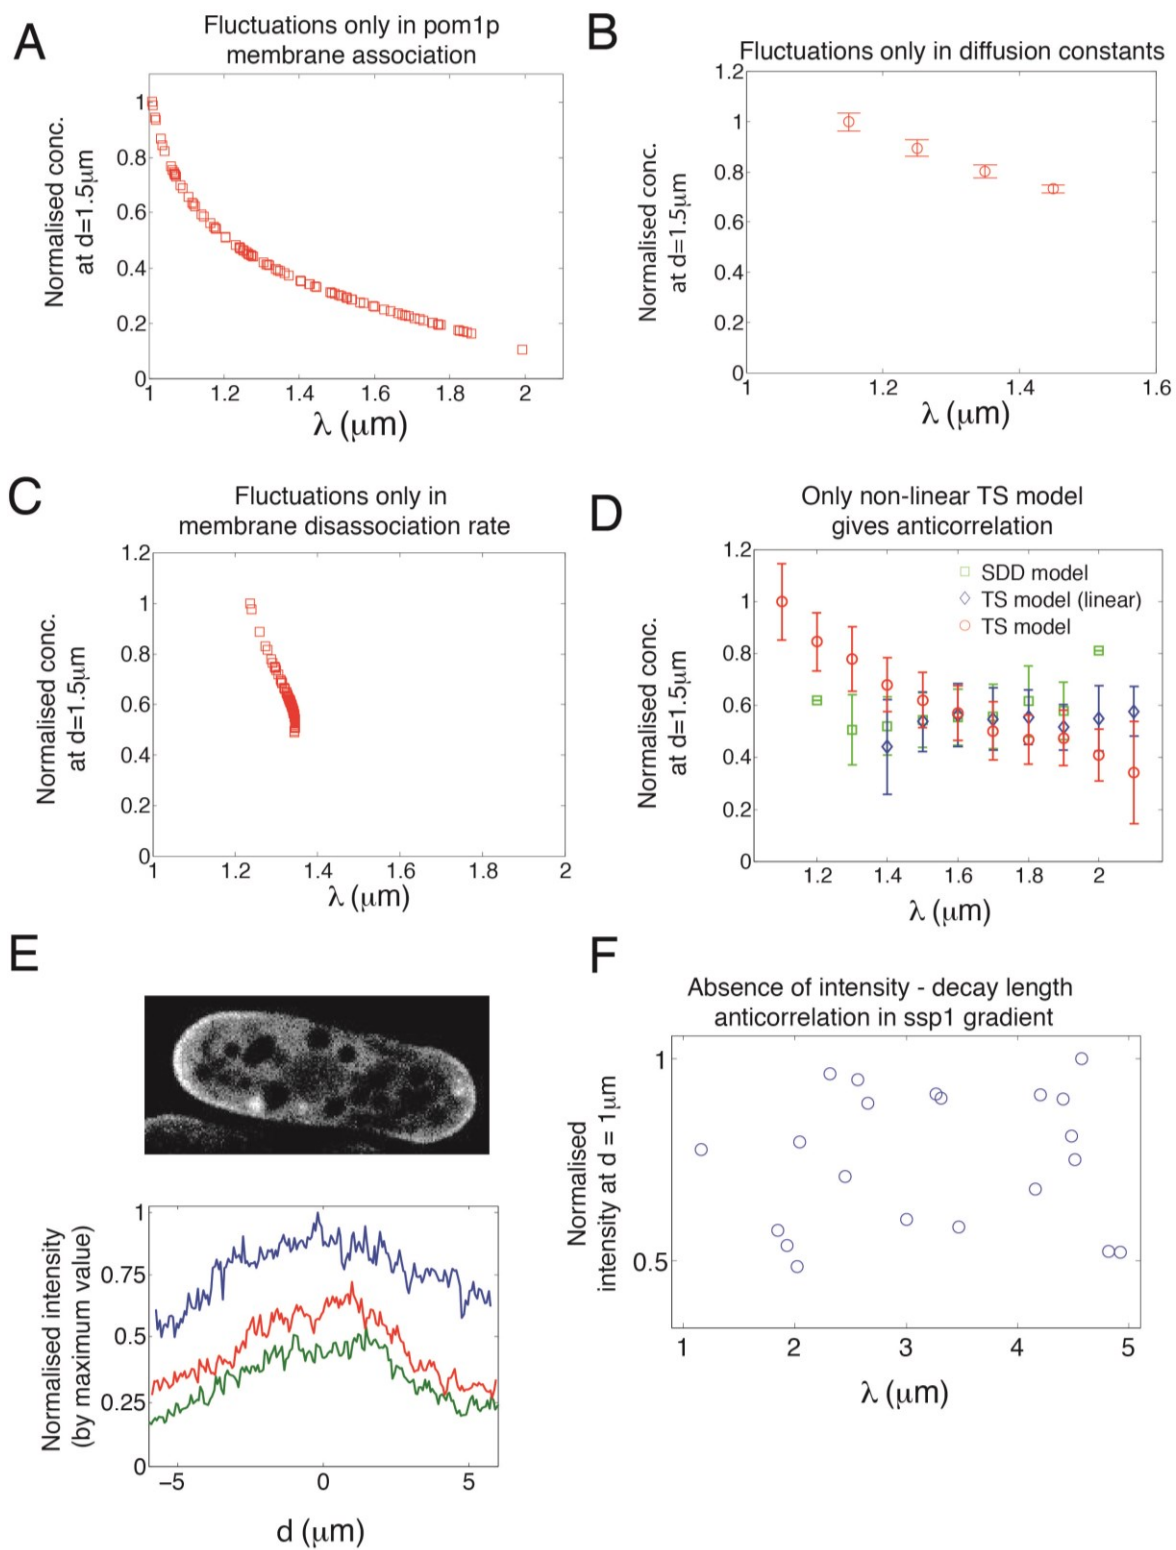 A
Fluctuations only in pom1p
membrane association
Normalised conc.
at d=1.5μm
1
0.8
0.6
0.4
0.2
0
1 1.2 1.4 1.6 1.8 2
λ (μm)
B
Fluctuations only in diffusion constants
Normalised conc.
at d=1.5μm
1.2
1
0.8
0.6
0.4
0.2
0
1 1.2 1.4 1.6
λ (μm)
C
Fluctuations only in
membrane disassociation rate
Normalised conc.
at d=1.5μm
1.2
1
0.8
0.6
0.4
0.2
0
1 1.2 1.4 1.6 1.8 2
λ (μm)
D
Only non-linear TS model
gives anticorrelation
Normalised conc.
at d=1.5μm
1.2
1
0.8
0.6
0.4
0.2
0
SDD model
TS model (linear)
TS model
1.2 1.4 1.6 1.8 2
λ (μm)
E
Normalised intensity
(by maximum value)
1
0.75
0.5
0.25
0
−5 0 5
d (μm)
F
Absence of intensity - decay length
anticorrelation in ssp1 gradient
Normalised
intensity at d = 1μm
1
0.5
1 2 3 4 5
λ (μm)